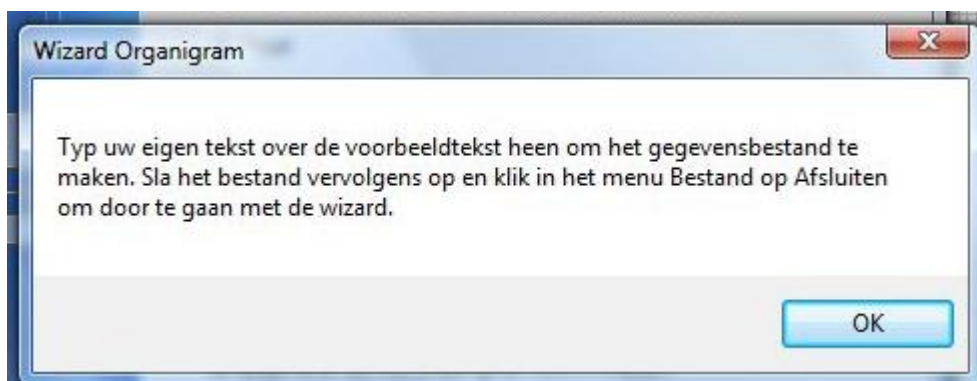 Wizard Organigram
Typ uw eigen tekst over de voorbeeldtekst heen om het gegevensbestand te
maken. Sla het bestand vervolgens op en klik in het menu Bestand op Afsluiten
om door te gaan met de wizard.
OK